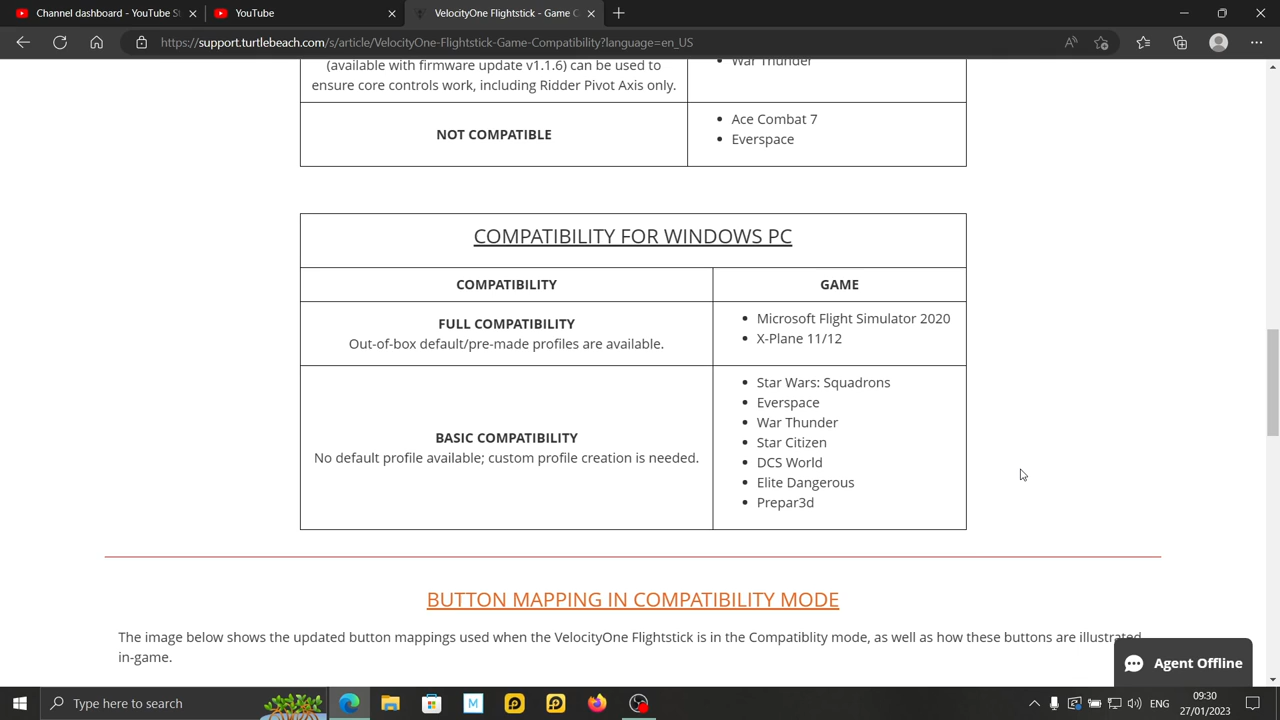 Channel dashboard - YouTube St
YouTube
VelocityOne Flightstick - Game C
https://support.turtlebeach.com/s/article/VelocityOne-Flightstick-Game-Compatibility?language=en_US
(available with firmware update v1.1.6) can be used to
ensure core controls work, including Ridder Pivot Axis only.
War Thunder
NOT COMPATIBLE
Ace Combat 7
Everspace
COMPATIBILITY FOR WINDOWS PC
COMPATIBILITY
GAME
FULL COMPATIBILITY
Out-of-box default/pre-made profiles are available.
Microsoft Flight Simulator 2020
X-Plane 11/12
BASIC COMPATIBILITY
No default profile available; custom profile creation is needed.
Star Wars: Squadrons
Everspace
War Thunder
Star Citizen
DCS World
Elite Dangerous
Prepar3d
BUTTON MAPPING IN COMPATIBILITY MODE
The image below shows the updated button mappings used when the VelocityOne Flightstick is in the Compatiblity mode, as well as how these buttons are illustrated
in-game.
Agent Offline
Type here to search
M
ENG
09:30
27/01/2023